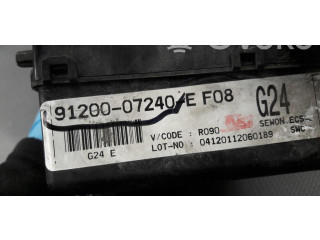 91200-07240 E F08 G24
V/CODE : R090
SEWON.ECS
LOT-NO : 04120112060189 SWC
G24 E